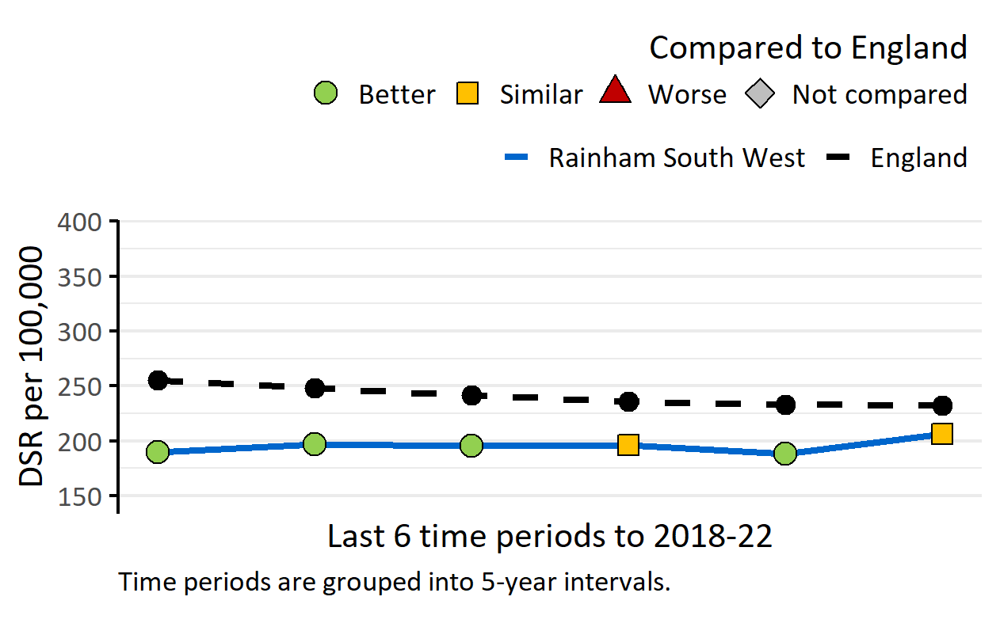 Compared to England
Better Similar Worse Not compared
Rainham South West England
400
350
300
250
200
150
DSR per 100,000
Last 6 time periods to 2018-22
Time periods are grouped into 5-year intervals.